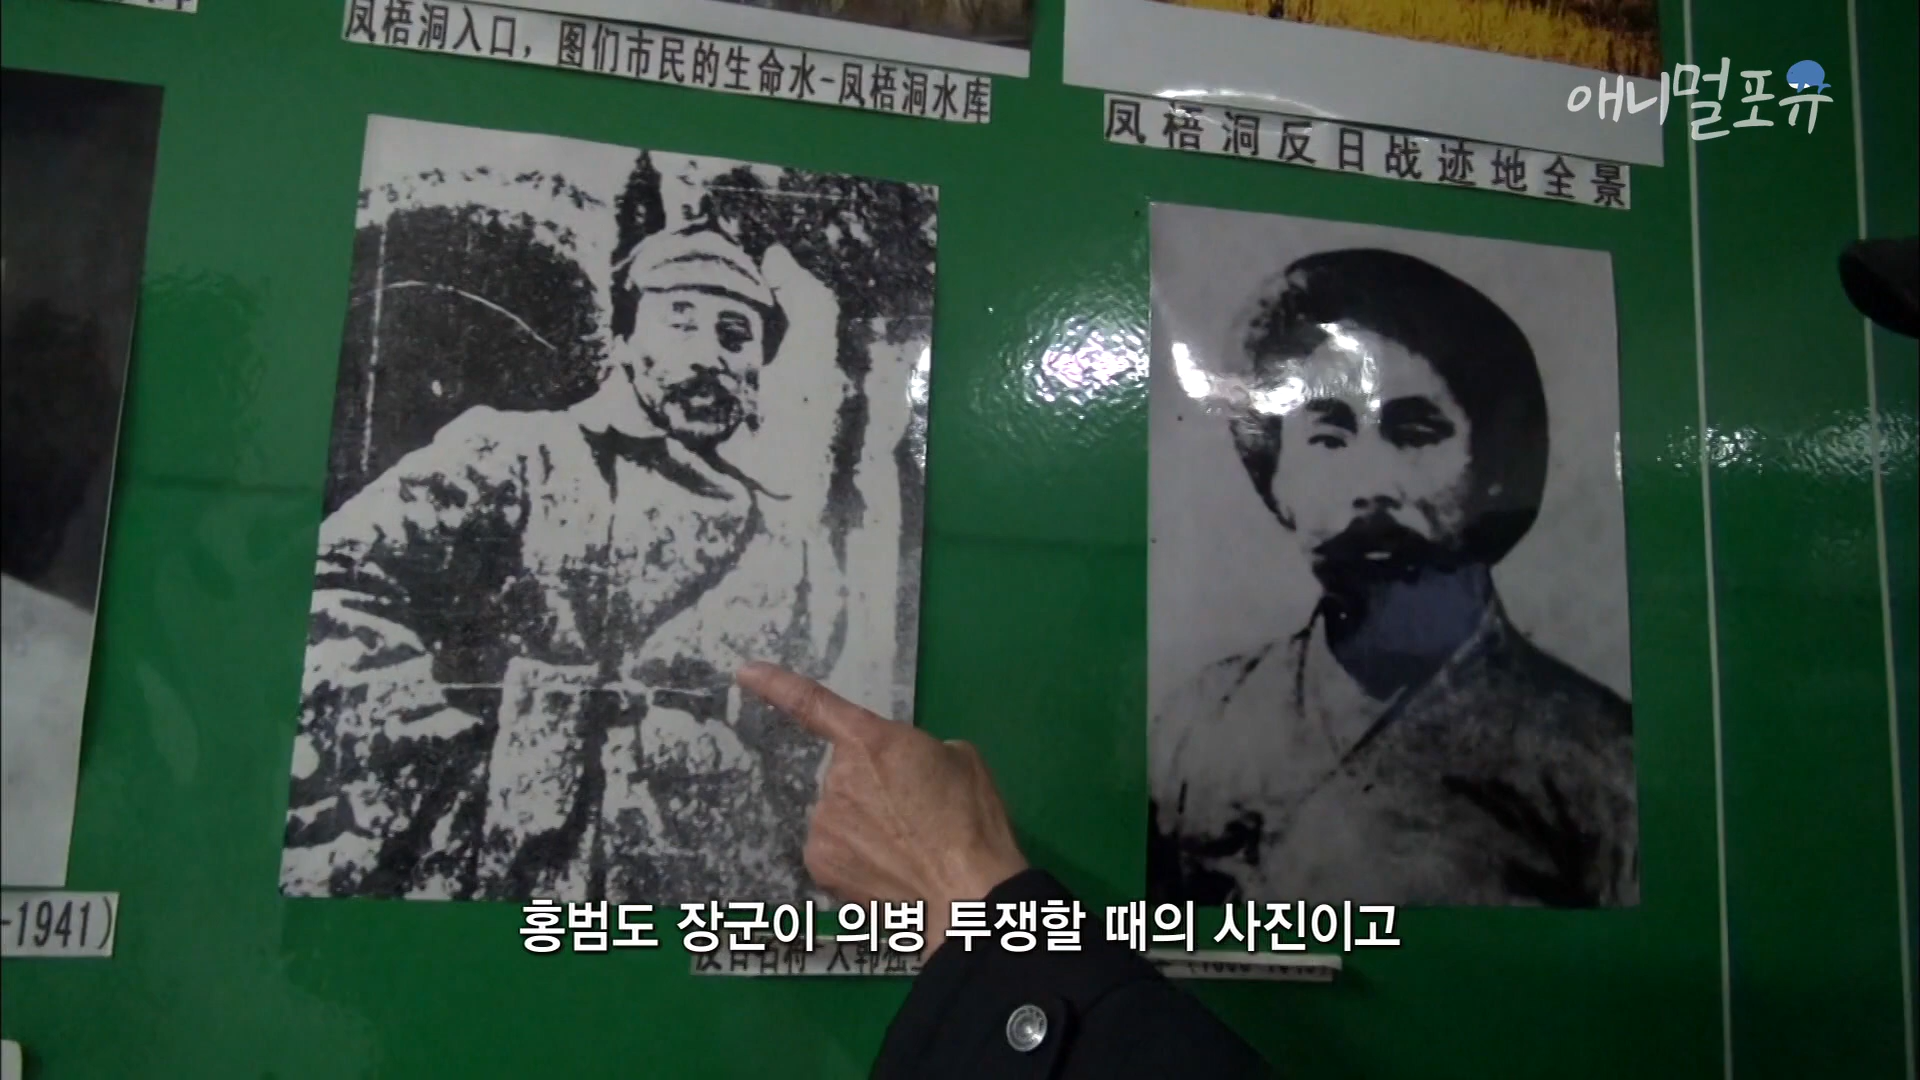 凤梧洞入口，图们市民的生命水-凤梧洞水库
애니멀포유
凤梧洞反日战迹地全景
-1941)
홍범도 장군이 의병 투쟁할 때의 사진이고